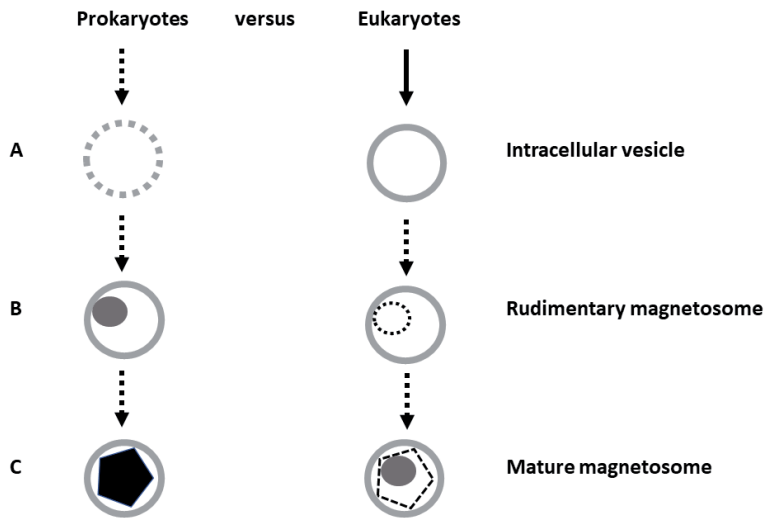 Prokaryotes versus Eukaryotes
A Intracellular vesicle
B Rudimentary magnetosome
C Mature magnetosome